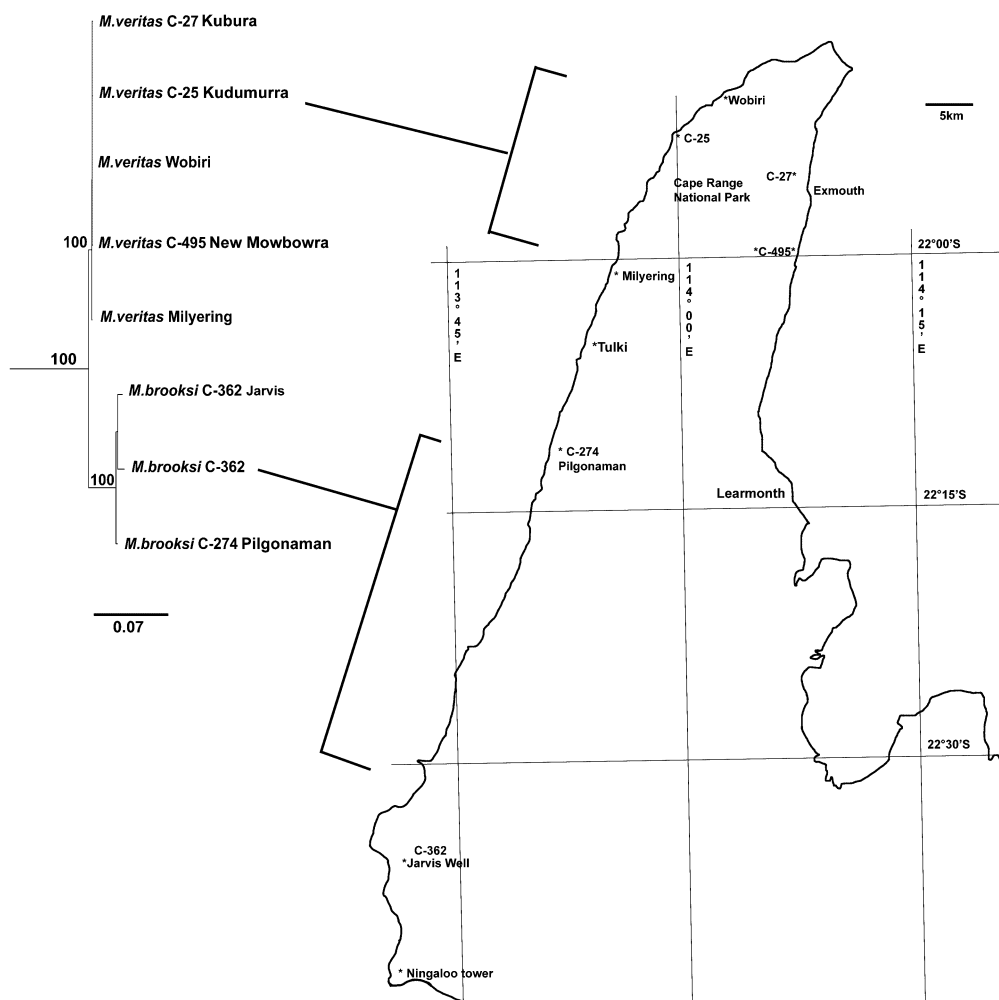 M.veritas C-27 Kubura
M.veritas C-25 Kudumurra
M.veritas Wobiri
100
M.veritas C-495 New Mowbowra
M.veritas Milyering
100
M.brooksi C-362 Jarvis
M.brooksi C-362
100
M.brooksi C-274 Pilgonaman
0.07
*Wobiri
5km
* C-25
C-27*
Cape Range
National Park
Exmouth
*C-495*
22°00'S
* Milyering
113°45'E
114°00'E
114°15'E
*Tulki
* C-274
Pilgonaman
Learmonth
22°15'S
22°30'S
C-362
*Jarvis Well
* Ningaloo tower